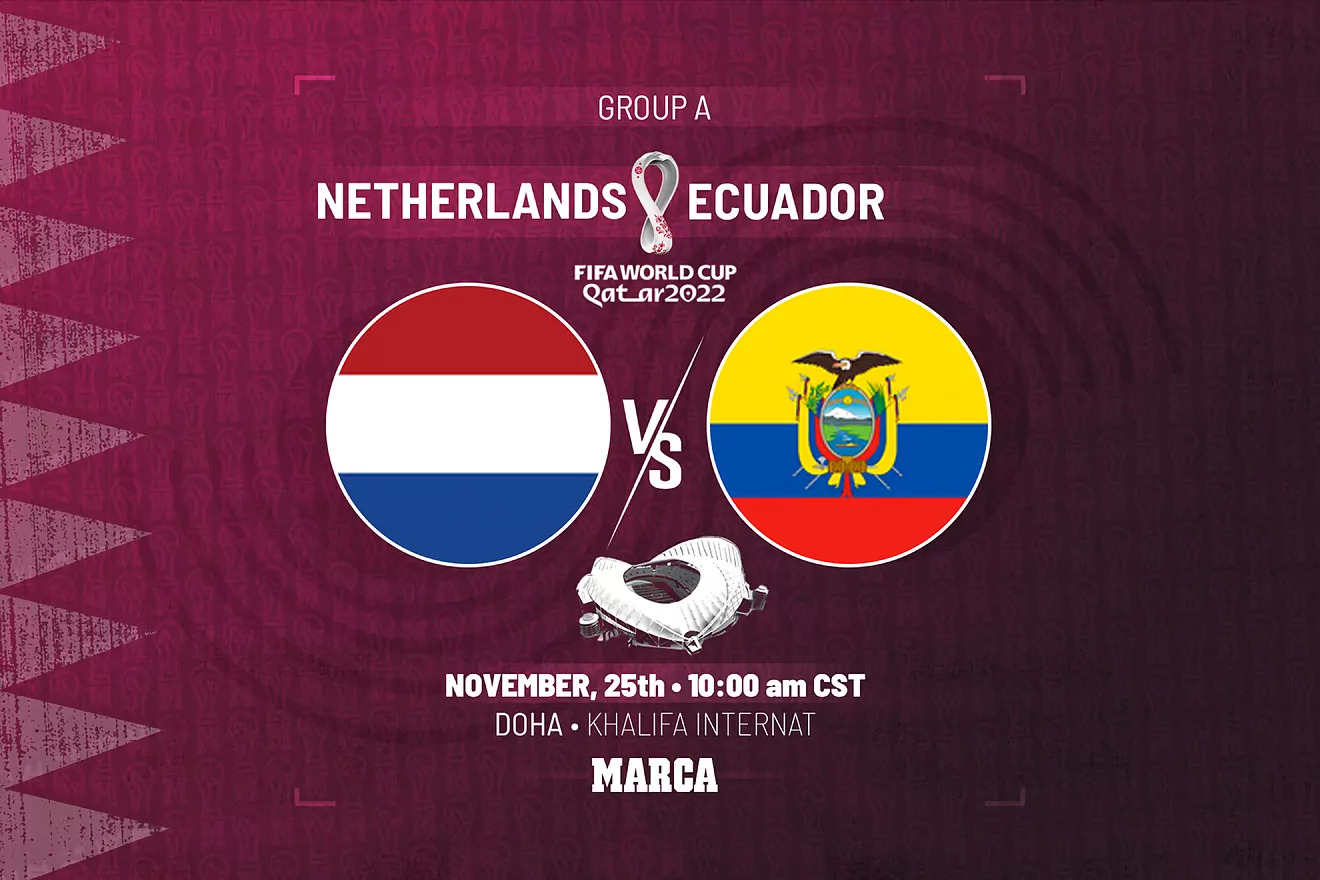 GROUP A
NETHERLANDS ECUADOR
FIFA WORLD CUP
Qatar2022
VS
NOVEMBER, 25th • 10:00 am CST
DOHA • KHALIFA INTERNAT
MARCA